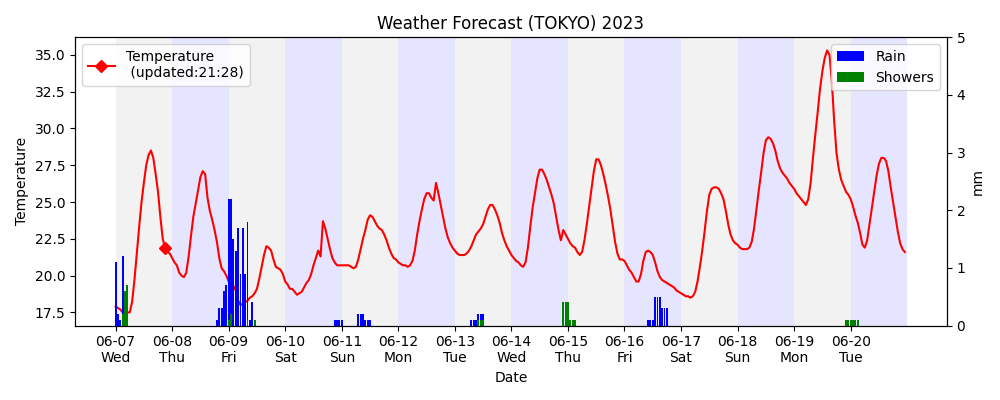 Weather Forecast (TOKYO) 2023
Temperature
(updated:21:28)
Rain
Showers
Temperature
35.0
32.5
30.0
27.5
25.0
22.5
20.0
17.5
5
4
3
2
1
0
mm
06-07 06-08 06-09 06-10 06-11 06-12 06-13 06-14 06-15 06-16 06-17 06-18 06-19 06-20
Wed Thu Fri Sat Sun Mon Tue Wed Thu Fri Sat Sun Mon Tue
Date